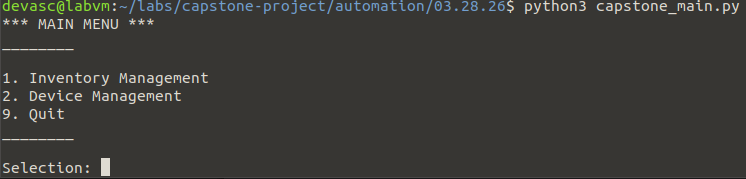 devasc@labvm:~/labs/capstone-project/automation/03.28.26$ python3 capstone_main.py
*** MAIN MENU ***
________
1. Inventory Management
2. Device Management
9. Quit
________
Selection: